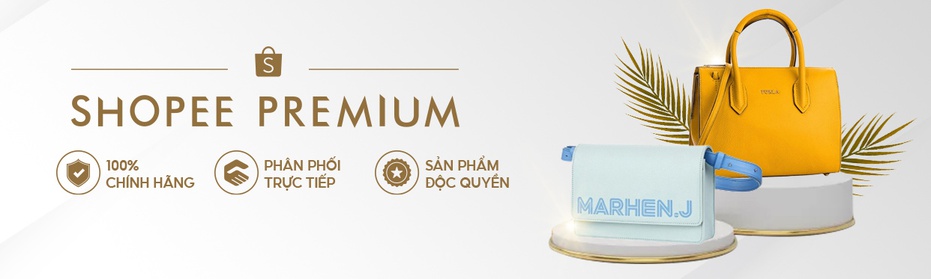 S
SHOPEE PREMIUM
100%
CHÍNH HÃNG
PHÂN PHỐI
TRỰC TIẾP
SẢN PHẨM
ĐỘC QUYỀN
MARHEN.J